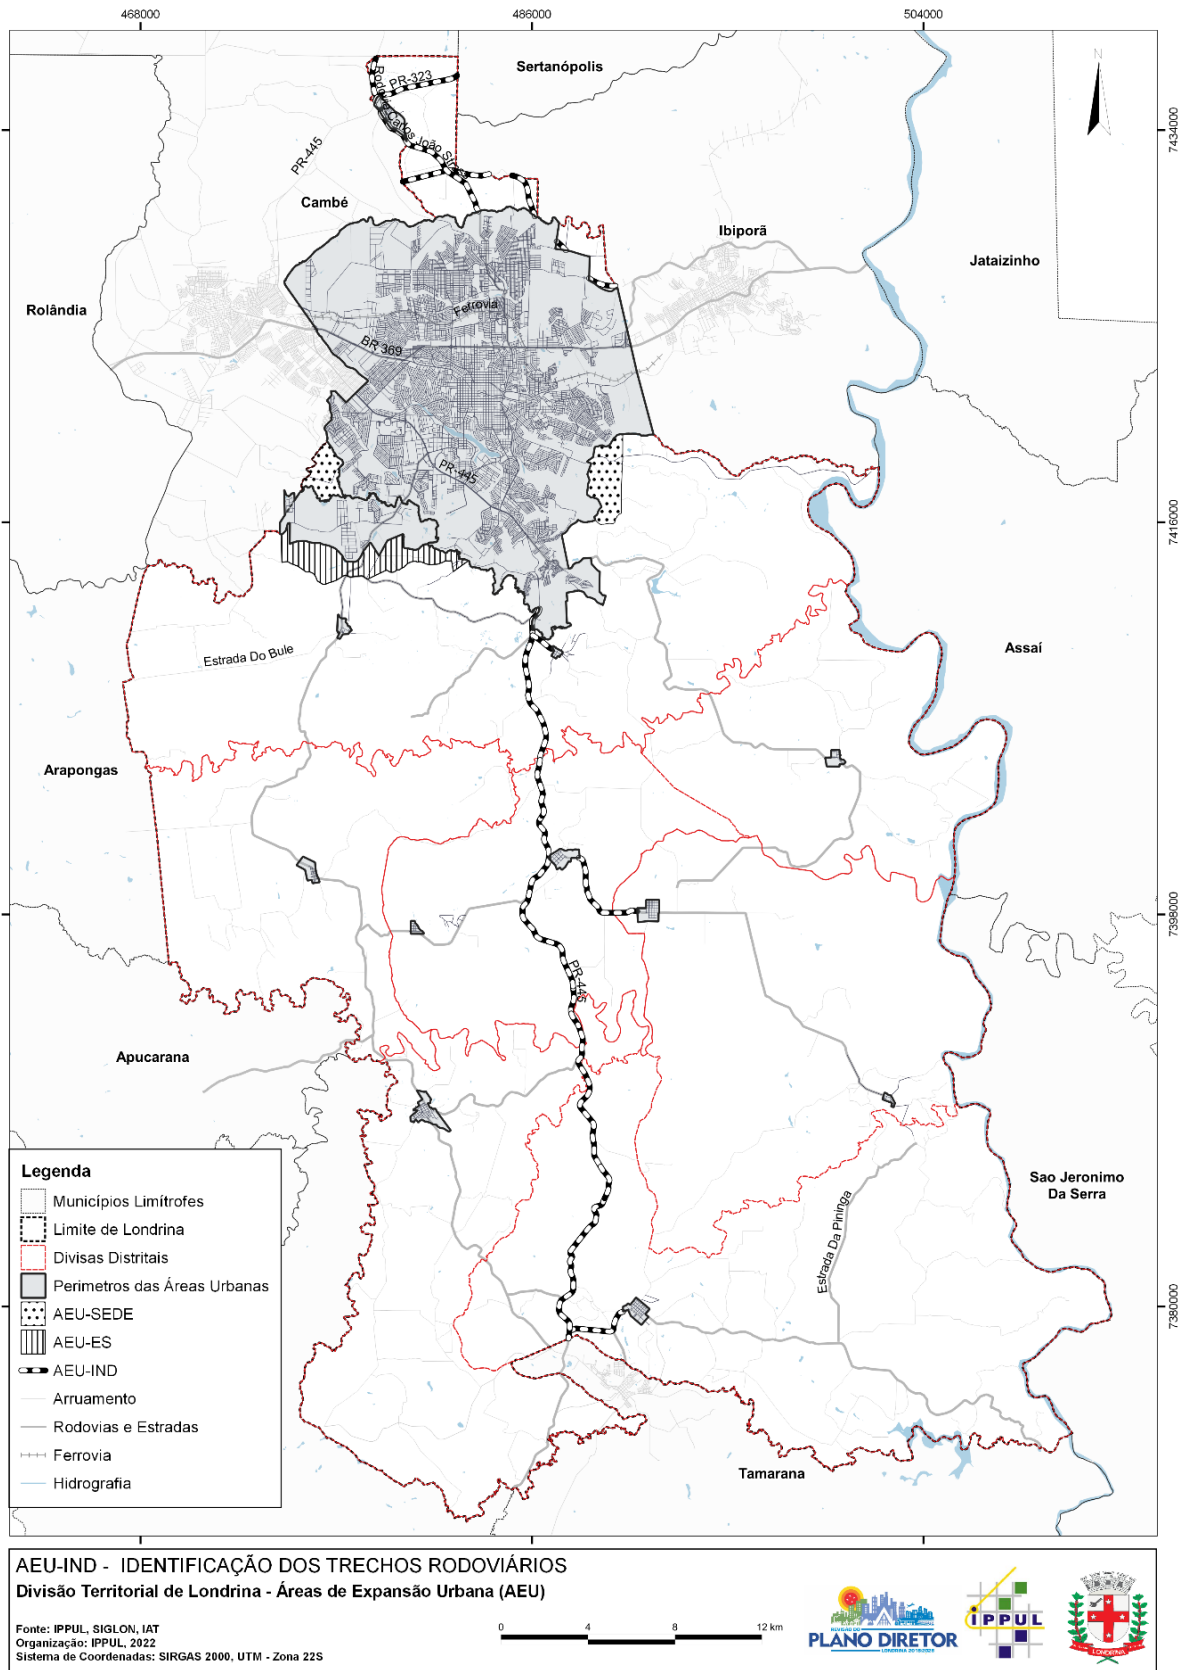 468000
486000
504000
Sertanópolis
N
PR-323
7434000
PR-445
Cambé
Ibiporã
Jataizinho
Rolândia
Ferrovia
BR 369
PR-445
7416000
Estrada Do Bule
Assaí
Arapongas
7398000
PR-445
Apucarana
Sao Jeronimo
Da Serra
Estrada Da Pininga
7380000
Tamarana
Legenda
Municípios Limítrofes
Limite de Londrina
Divisas Distritais
Perimetros das Áreas Urbanas
AEU-SEDE
AEU-ES
AEU-IND
Arruamento
Rodovias e Estradas
Ferrovia
Hidrografia
AEU-IND - IDENTIFICAÇÃO DOS TRECHOS RODOVIÁRIOS
Divisão Territorial de Londrina - Áreas de Expansão Urbana (AEU)
Fonte: IPPUL, SIGLON, IAT
Organização: IPPUL, 2022
Sistema de Coordenadas: SIRGAS 2000, UTM - Zona 22S
0 4 8 12 km
PLANO DIRETOR
IPPUL
LONDRINA